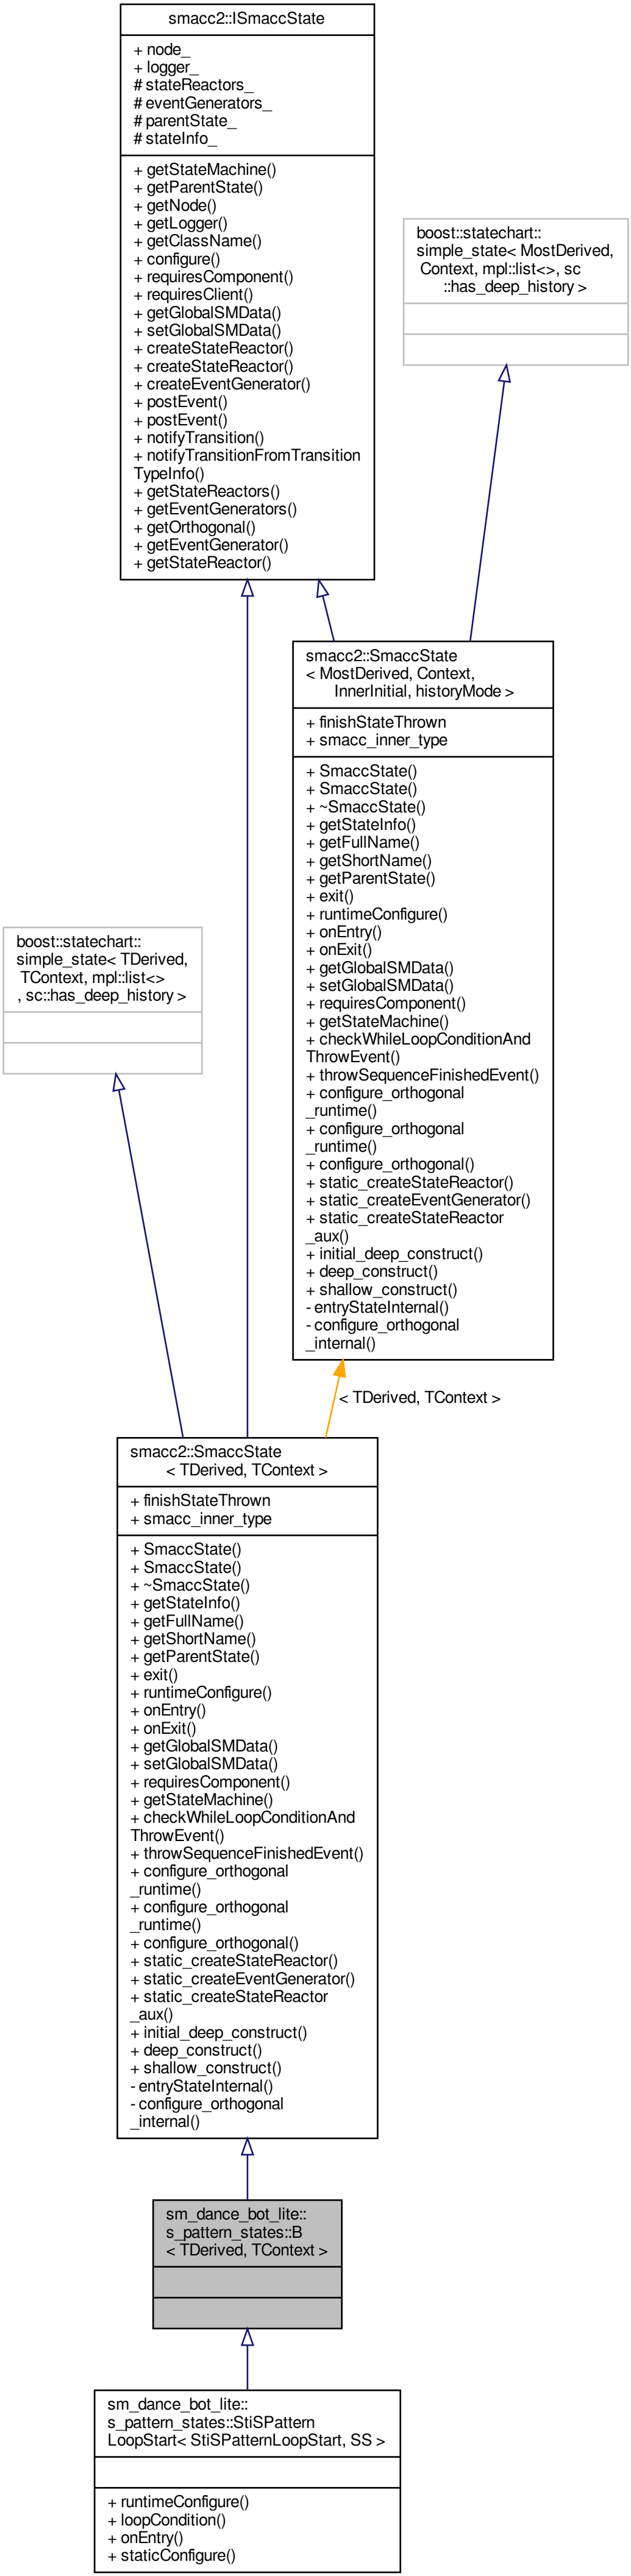 smacc2::ISmaccState
+ node_
+ logger_
# stateReactors_
# eventGenerators_
# parentState_
# stateInfo_
+ getStateMachine()
+ getParentState()
+ getNode()
+ getLogger()
+ getClassName()
+ configure()
+ requiresComponent()
+ requiresClient()
+ getGlobalSMData()
+ setGlobalSMData()
+ createStateReactor()
+ createStateReactor()
+ createEventGenerator()
+ postEvent()
+ postEvent()
+ notifyTransition()
+ notifyTransitionFromTransition
TypeInfo()
+ getStateReactors()
+ getEventGenerators()
+ getOrthogonal()
+ getEventGenerator()
+ getStateReactor()
boost::statechart::
simple_state< MostDerived,
Context, mpl::list<>, sc
::has_deep_history >
smacc2::SmaccState
< MostDerived, Context,
InnerInitial, historyMode >
+ finishStateThrown
+ smacc_inner_type
+ SmaccState()
+ SmaccState()
+ ~SmaccState()
+ getStateInfo()
+ getFullName()
+ getShortName()
+ getParentState()
+ exit()
+ runtimeConfigure()
+ onEntry()
+ onExit()
+ getGlobalSMData()
+ setGlobalSMData()
+ requiresComponent()
+ getStateMachine()
+ checkWhileLoopConditionAnd
ThrowEvent()
+ throwSequenceFinishedEvent()
+ configure_orthogonal
_runtime()
+ configure_orthogonal
_runtime()
+ configure_orthogonal()
+ static_createStateReactor()
+ static_createEventGenerator()
+ static_createStateReactor
_aux()
+ initial_deep_construct()
+ deep_construct()
+ shallow_construct()
- entryStateInternal()
- configure_orthogonal
_internal()
boost::statechart::
simple_state< TDerived,
TContext, mpl::list<>
, sc::has_deep_history >
< TDerived, TContext >
smacc2::SmaccState
< TDerived, TContext >
+ finishStateThrown
+ smacc_inner_type
+ SmaccState()
+ SmaccState()
+ ~SmaccState()
+ getStateInfo()
+ getFullName()
+ getShortName()
+ getParentState()
+ exit()
+ runtimeConfigure()
+ onEntry()
+ onExit()
+ getGlobalSMData()
+ setGlobalSMData()
+ requiresComponent()
+ getStateMachine()
+ checkWhileLoopConditionAnd
ThrowEvent()
+ throwSequenceFinishedEvent()
+ configure_orthogonal
_runtime()
+ configure_orthogonal
_runtime()
+ configure_orthogonal()
+ static_createStateReactor()
+ static_createEventGenerator()
+ static_createStateReactor
_aux()
+ initial_deep_construct()
+ deep_construct()
+ shallow_construct()
- entryStateInternal()
- configure_orthogonal
_internal()
sm_dance_bot_lite::
s_pattern_states::B
< TDerived, TContext >
sm_dance_bot_lite::
s_pattern_states::StiSPattern
LoopStart< StiSPatternLoopStart, SS >
+ runtimeConfigure()
+ loopCondition()
+ onEntry()
+ staticConfigure()